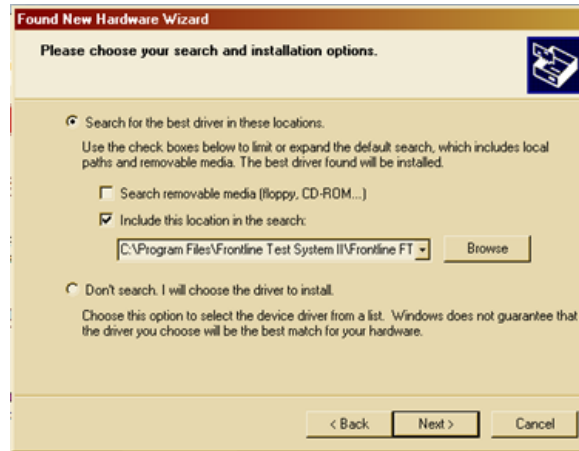 Found New Hardware Wizard
Please choose your search and installation options.
Search for the best driver in these locations.
Use the check boxes below to limit or expand the default search, which includes local
paths and removable media. The best driver found will be installed.
Search removable media (floppy, CD-ROM...)
Include this location in the search:
C:\Program Files\Frontline Test System II\Frontline FT
Browse
Don't search. I will choose the driver to install.
Choose this option to select the device driver from a list. Windows does not guarantee that
the driver you choose will be the best match for your hardware.
< Back Next > Cancel